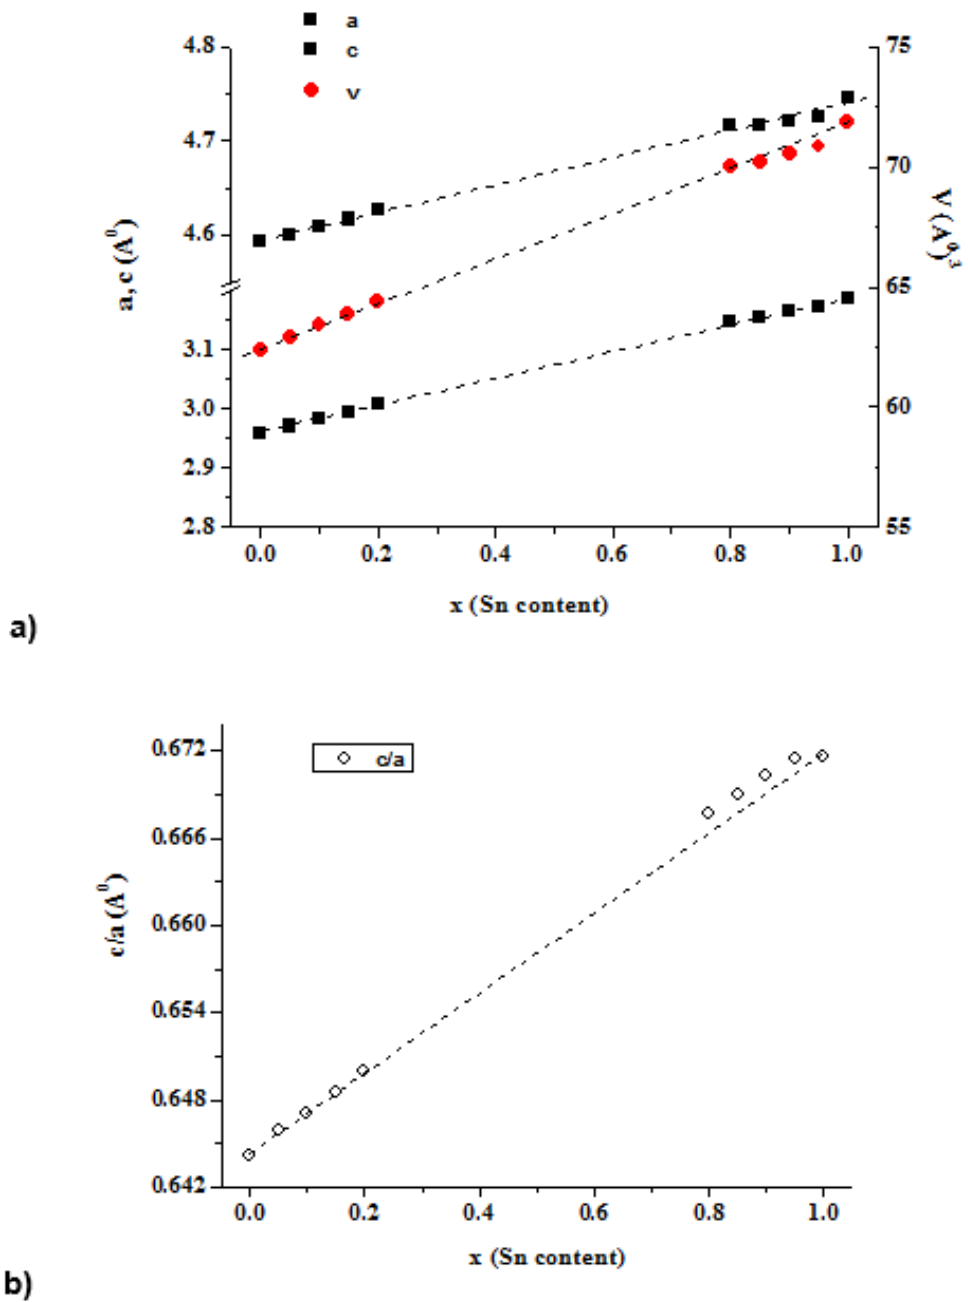 a
c
v
4.8
4.7
4.6
3.1
3.0
2.9
2.8
a, c (A⁰)
75
70
65
60
55
V (A⁰)³
0.0 0.2 0.4 0.6 0.8 1.0
x (Sn content)
a)
0.672
0.666
0.660
0.654
0.648
0.642
c/a (A⁰)
c/a
0.0 0.2 0.4 0.6 0.8 1.0
x (Sn content)
b)